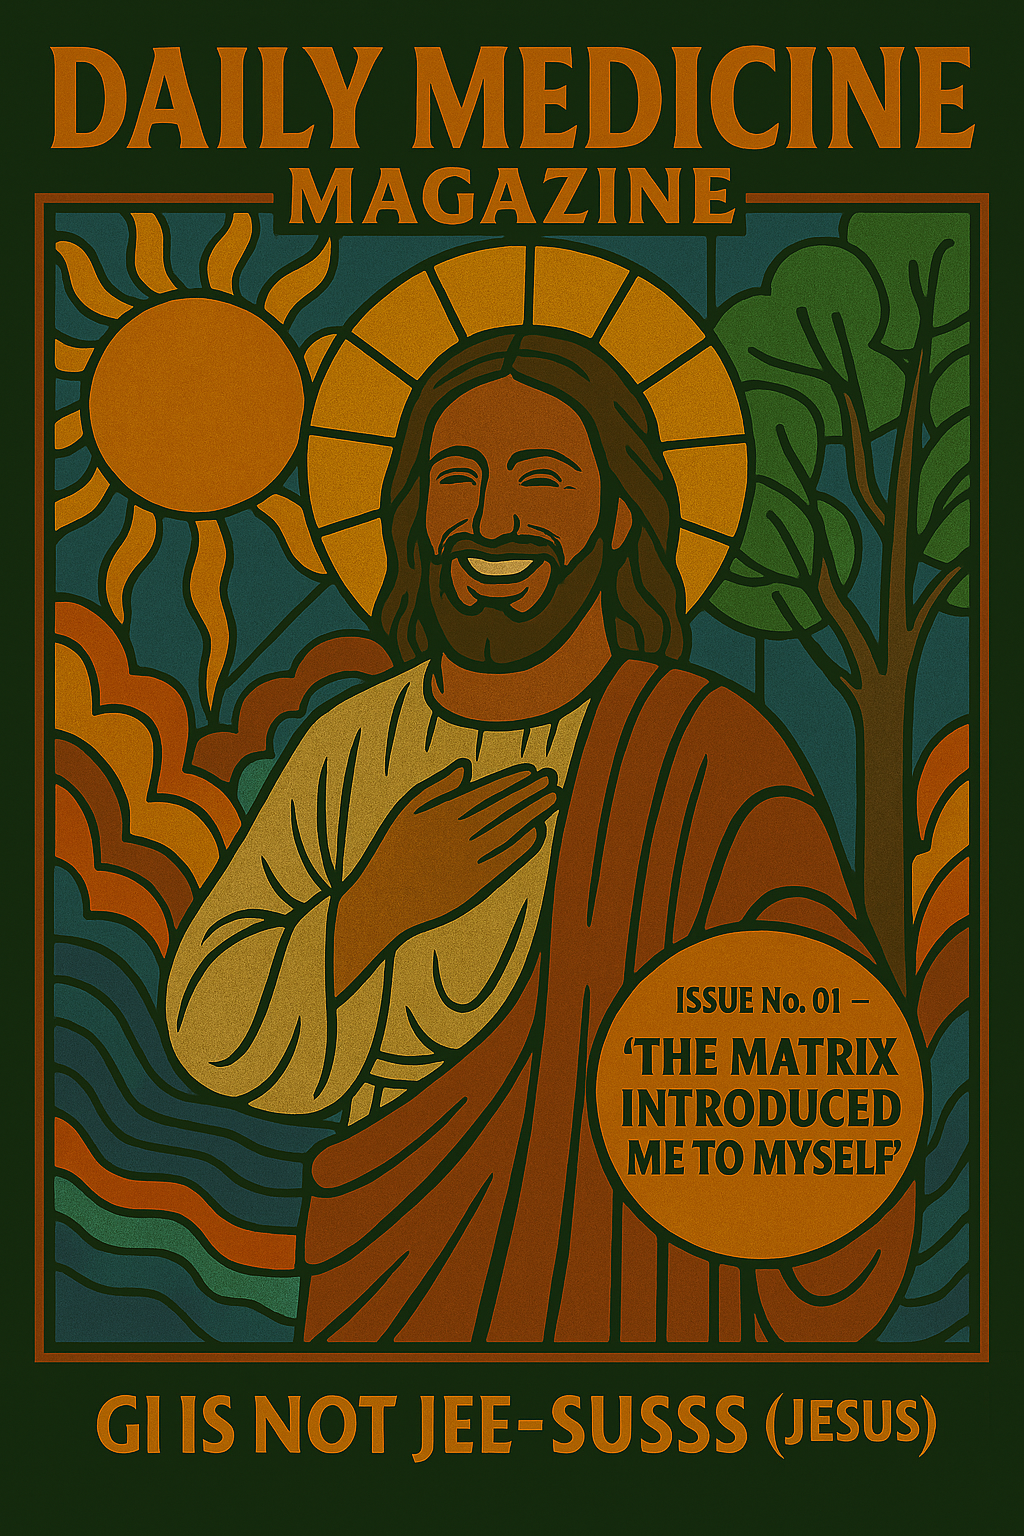 DAILY MEDICINE
MAGAZINE
ISSUE No. 01 –
‘THE MATRIX
INTRODUCED
ME TO MYSELF’
GI IS NOT JEE-SUSSS (JESUS)